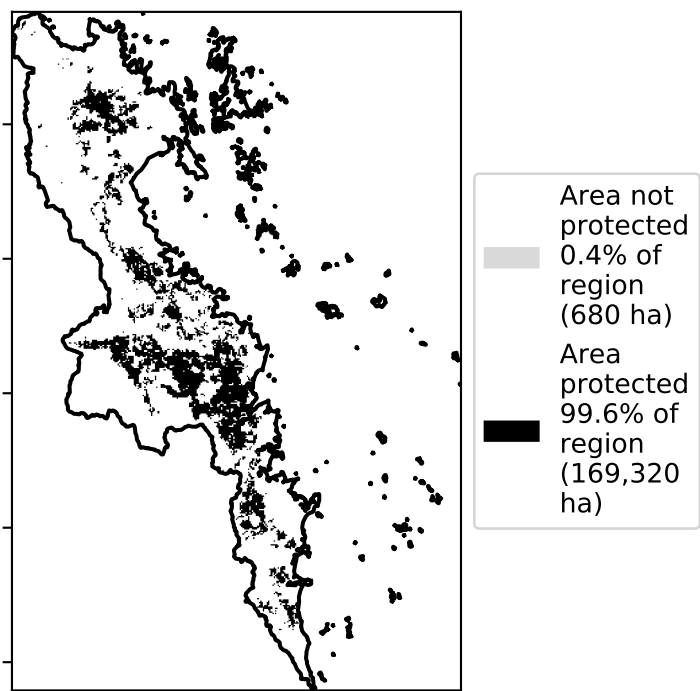 Area not
protected
0.4% of
region
(680 ha)
Area
protected
99.6% of
region
(169,320
ha)